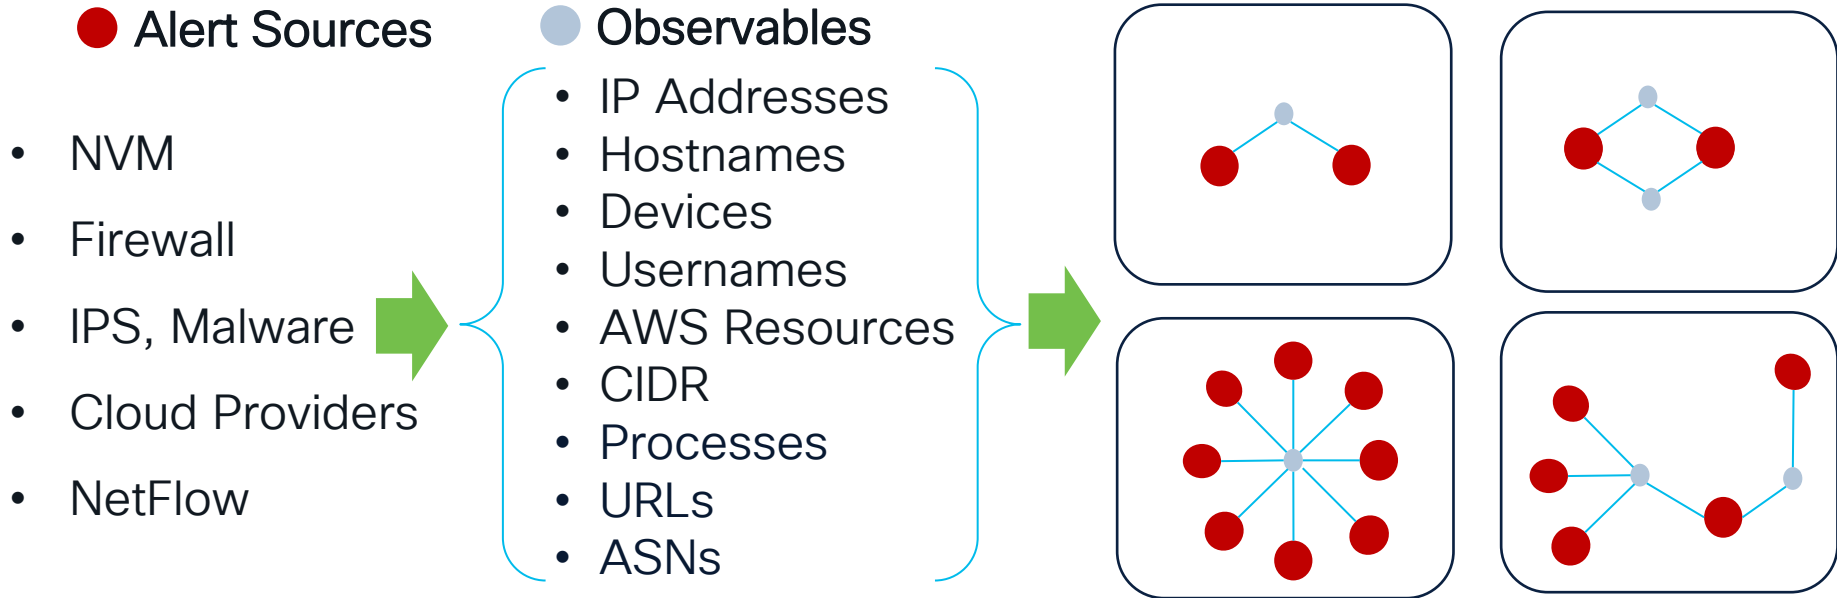 Alert Sources
• NVM
• Firewall
• IPS, Malware
• Cloud Providers
• NetFlow
Observables
• IP Addresses
• Hostnames
• Devices
• Usernames
• AWS Resources
• CIDR
• Processes
• URLs
• ASNs